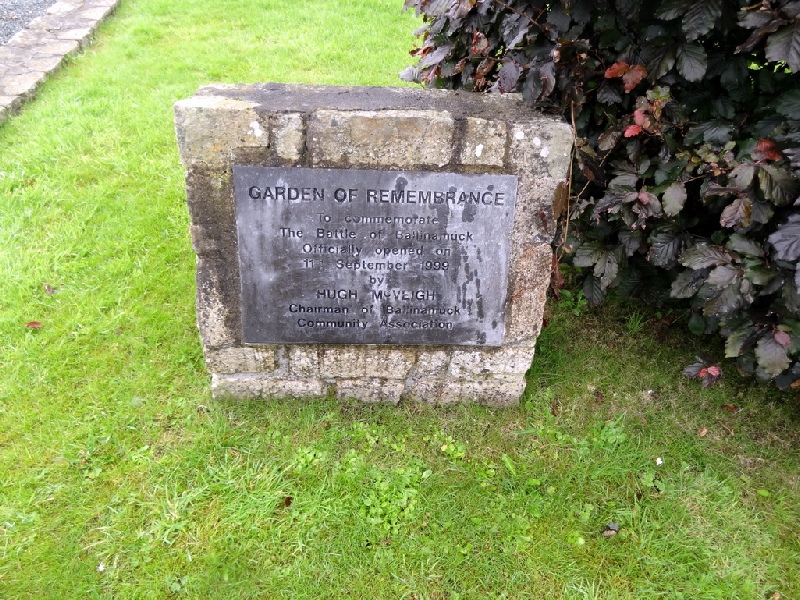 GARDEN OF REMEMBRANCE
To commemorate
The Battle of Ballinamuck
Officially opened on
11th September 1999
by
HUGH McVEIGH
Chairman of Ballinamuck
Community Association